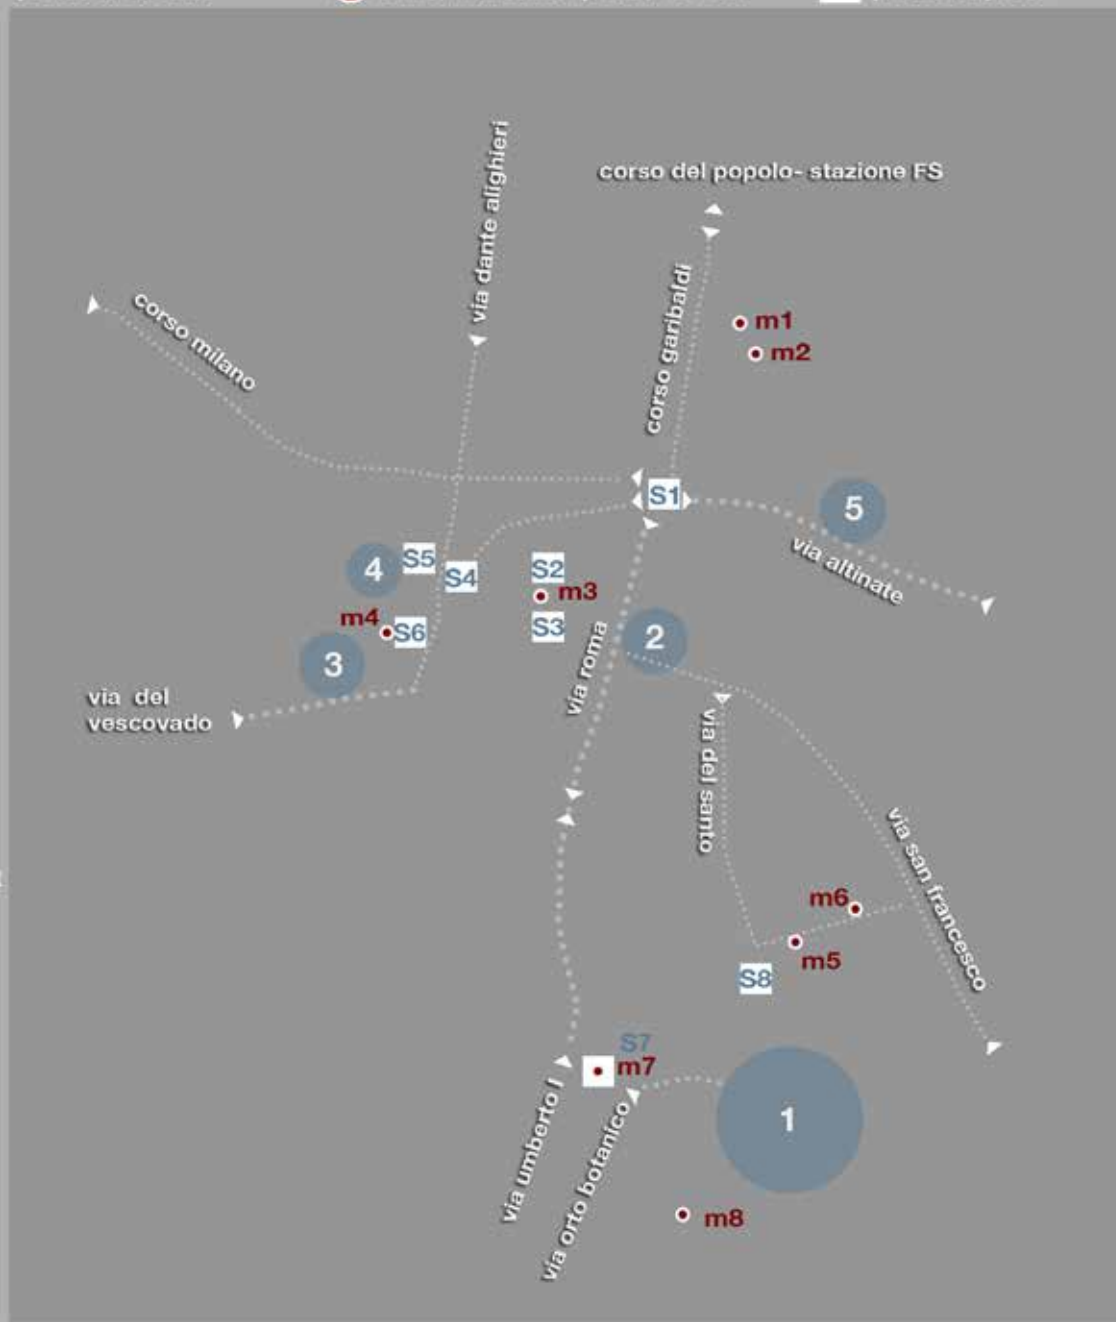 corso del popolo- stazione FS
via dante alighieri
corso milano
corso garibaldi
m1
m2
S1
5
via altinate
4
S5
S4
S2
m3
S3
m4
S6
3
2
via roma
via del
vescovado
via del santo
via san francesco
m6
m5
S8
S7
m7
via umberto I
via orto botanico
1
m8